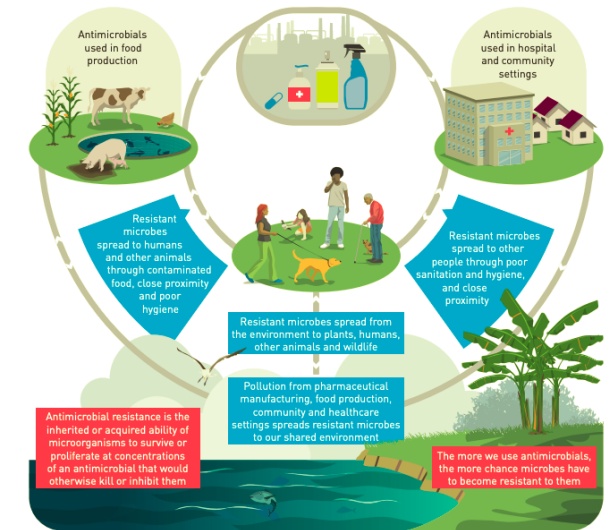 Antimicrobials
used in food
production
Antimicrobials
used in hospital
and community
settings
Resistant
microbes
spread to humans
and other animals
through contaminated
food, close proximity
and poor
hygiene
Resistant microbes
spread to other
people through poor
sanitation and hygiene,
and close
proximity
Resistant microbes spread from
the environment to plants, humans,
other animals and wildlife
Pollution from pharmaceutical
manufacturing, food production,
community and healthcare
settings spreads resistant microbes
to our shared environment
Antimicrobial resistance is the
inherited or acquired ability of
microorganisms to survive or
proliferate at concentrations
of an antimicrobial that would
otherwise kill or inhibit them
The more we use antimicrobials,
the more chance microbes have
to become resistant to them